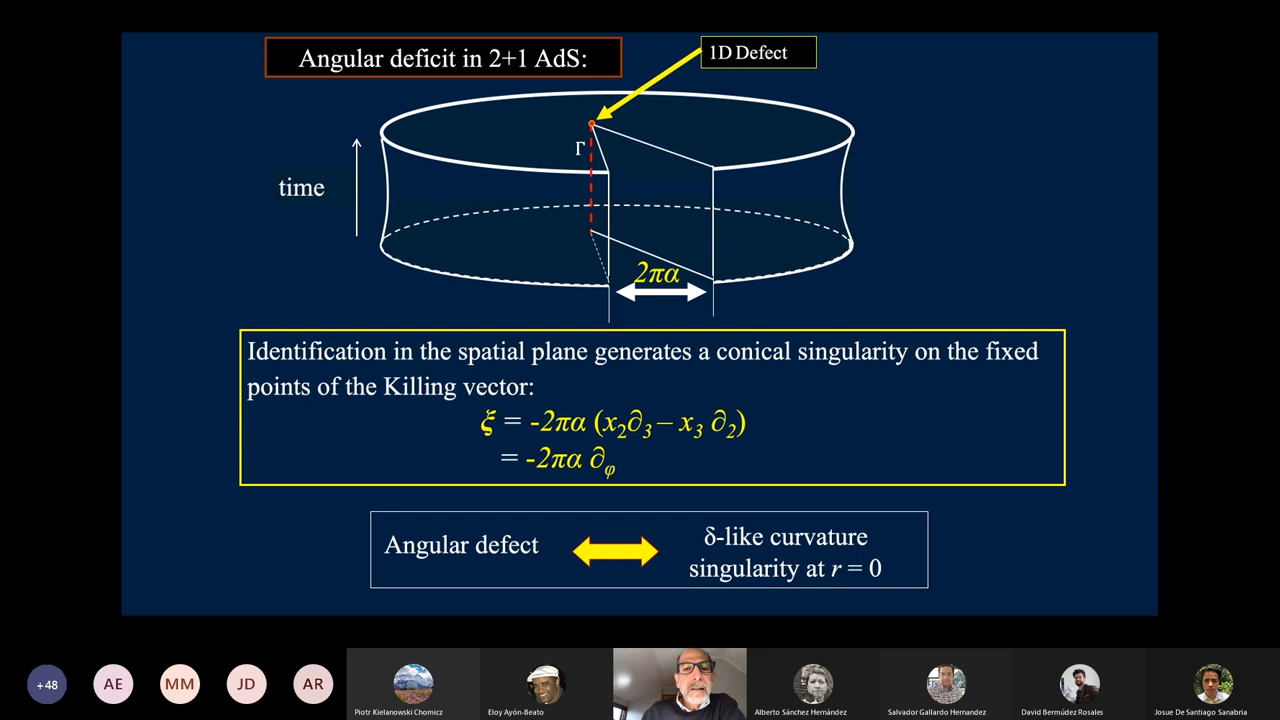 Angular deficit in 2+1 AdS:
1D Defect
Γ
time
2πα
Identification in the spatial plane generates a conical singularity on the fixed
points of the Killing vector:
ξ = -2πα (x₂∂₃ – x₃ ∂₂)
= -2πα ∂ᵩ
Angular defect
δ-like curvature
singularity at r = 0
+48
AE
MM
JD
AR
Piotr Kielanowski Chomicz
Eloy Ayón-Beato
Alberto Sánchez Hernández
Salvador Gallardo Hernandez
David Bermúdez Rosales
Josue De Santiago Sanabria